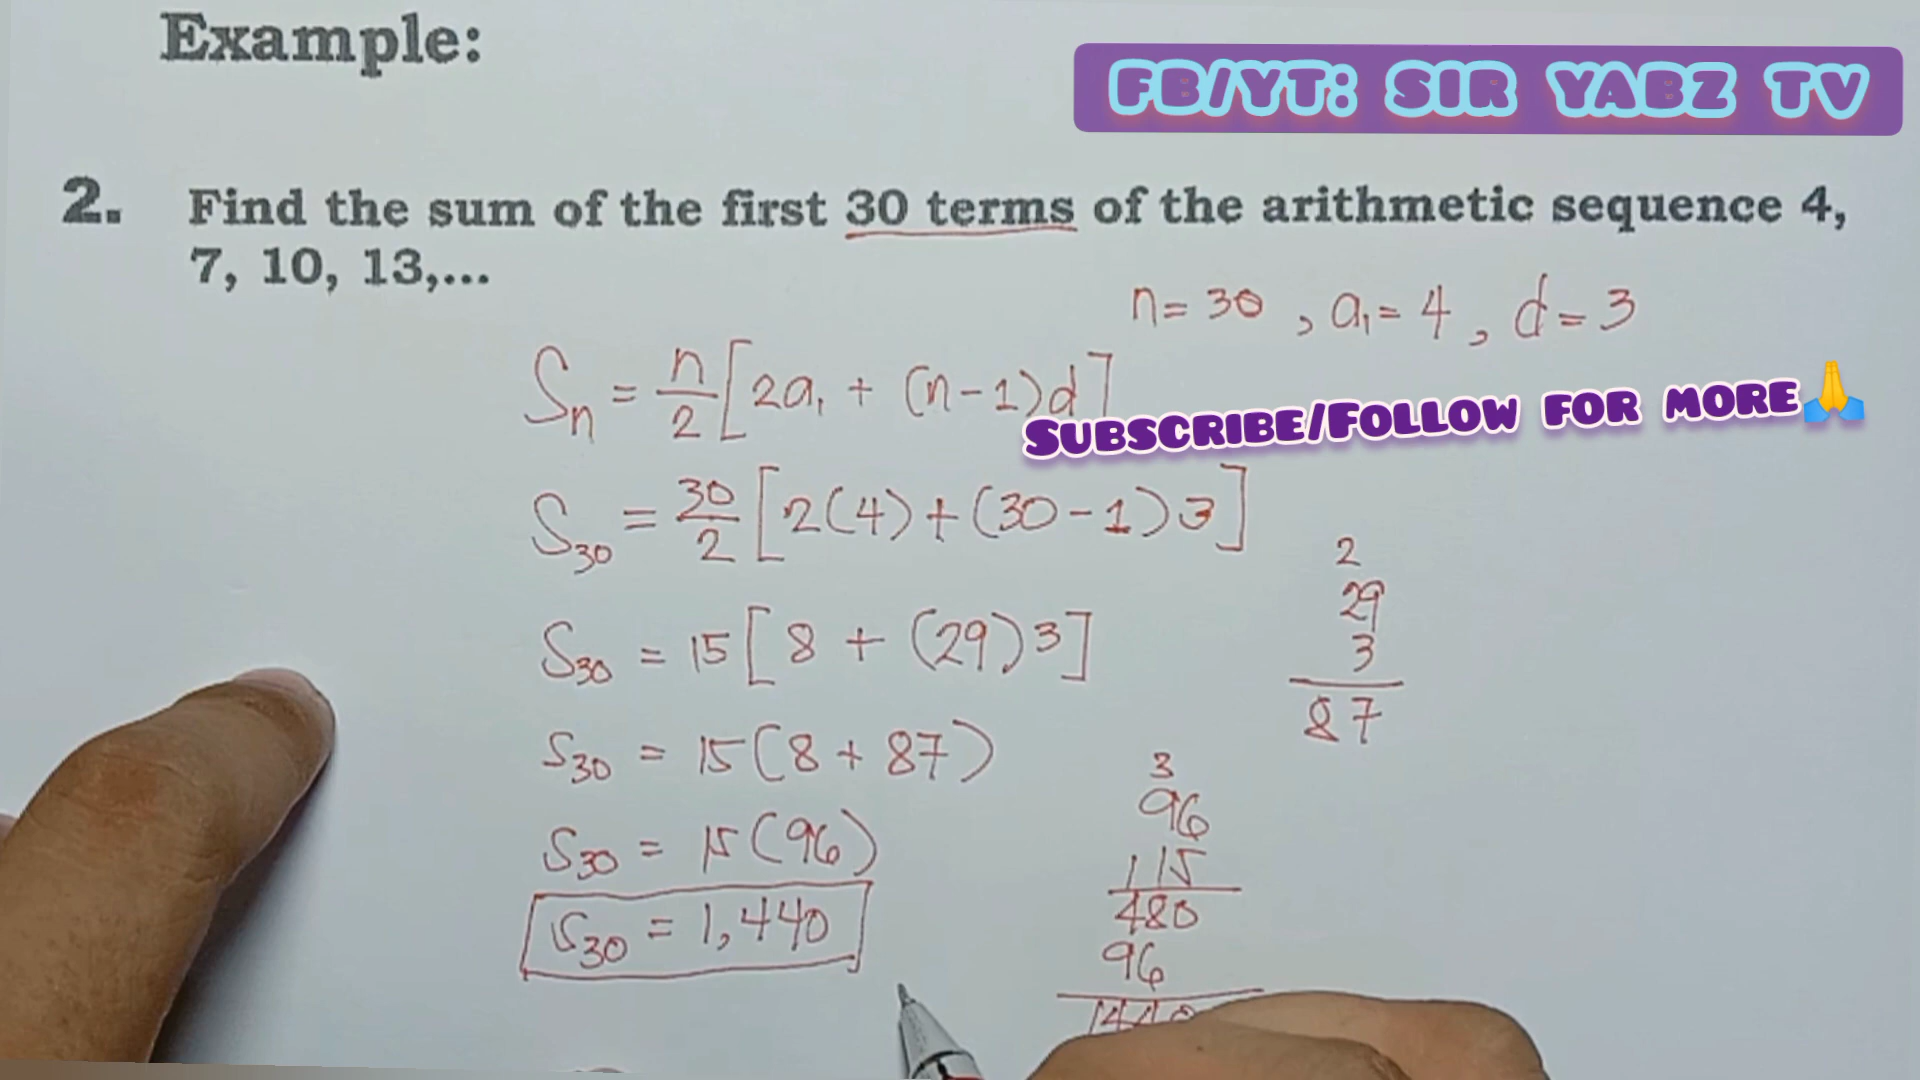 Example:
FB/YT: SIR YABZ TV
2. Find the sum of the first 30 terms of the arithmetic sequence 4,
7, 10, 13,...
n = 30 , a₁ = 4 , d = 3
Sₙ = n/2 [2a₁ + (n-1)d]
SUBSCRIBE/FOLLOW FOR MORE🙏
S₃₀ = 30/2 [2(4) + (30-1)3]
S₃₀ = 15[8 + (29)3]
2
29
3
87
S₃₀ = 15(8 + 87)
S₃₀ = 15(96)
S₃₀ = 1,440
3
96
115
480
96
1440